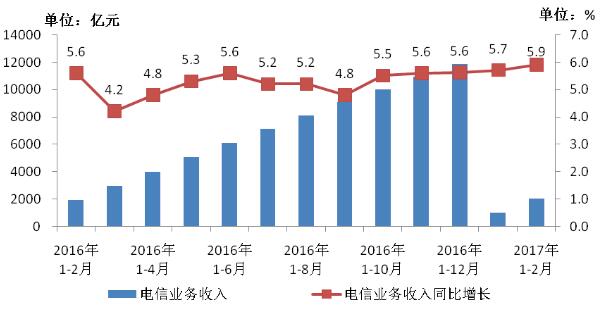 单位：亿元
单位：%
14000
12000
10000
8000
6000
4000
2000
0
7.0
6.0
5.0
4.0
3.0
2.0
1.0
0.0
5.6
4.2
4.8
5.3
5.6
5.2
5.2
4.8
5.5
5.6
5.6
5.7
5.9
2016年
1-2月
2016年
1-4月
2016年
1-6月
2016年
1-8月
2016年
1-10月
2016年
1-12月
2017年
1-2月
电信业务收入
电信业务收入同比增长